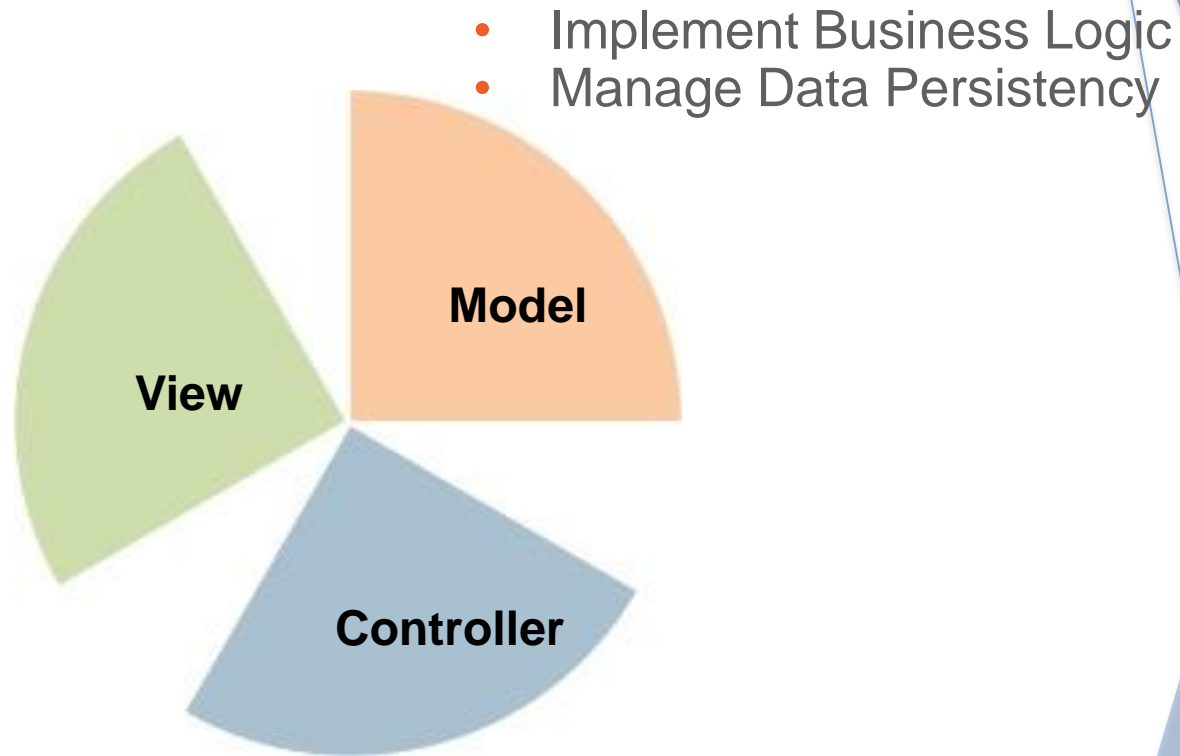 • Implement Business Logic
• Manage Data Persistency
Model
View
Controller